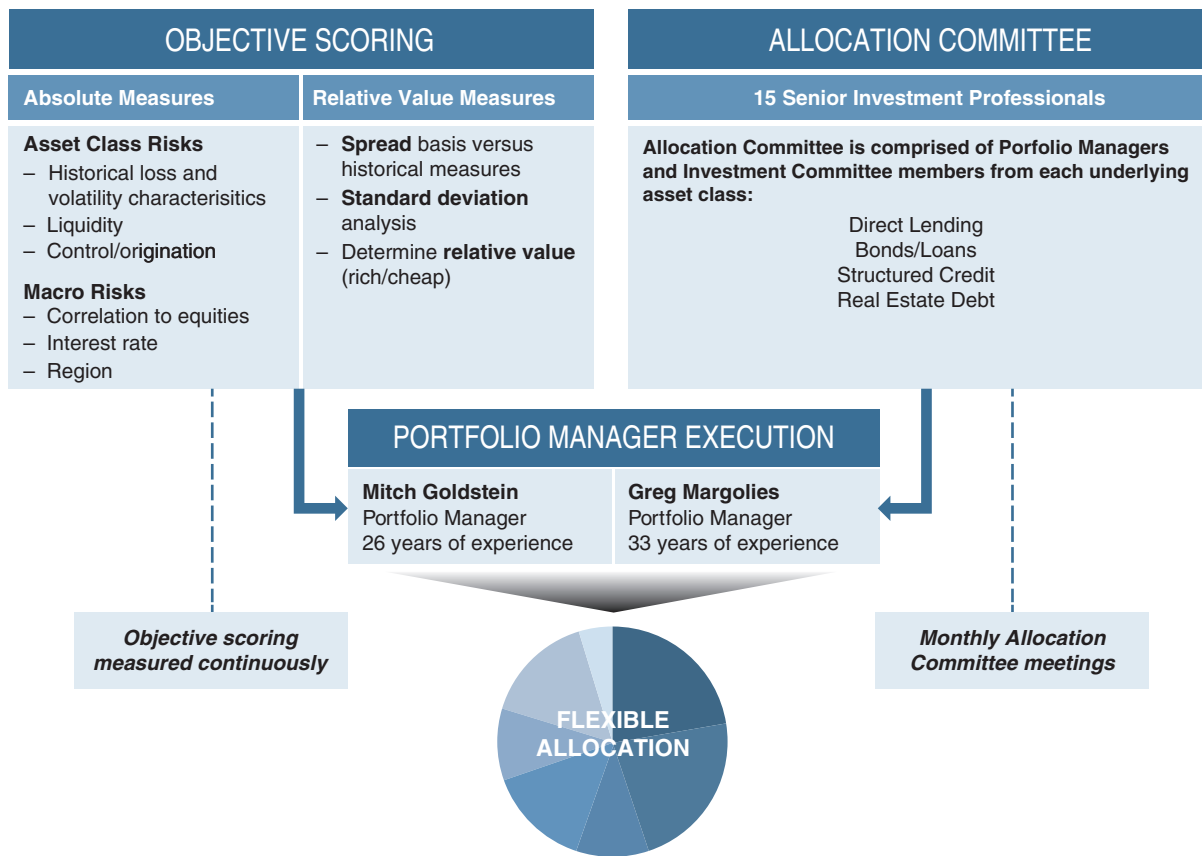 OBJECTIVE SCORING
Absolute Measures
Asset Class Risks
– Historical loss and
volatility characterisitics
– Liquidity
– Control/origination
Macro Risks
– Correlation to equities
– Interest rate
– Region
Relative Value Measures
– Spread basis versus
historical measures
– Standard deviation
analysis
– Determine relative value
(rich/cheap)
ALLOCATION COMMITTEE
15 Senior Investment Professionals
Allocation Committee is comprised of Porfolio Managers
and Investment Committee members from each underlying
asset class:
Direct Lending
Bonds/Loans
Structured Credit
Real Estate Debt
PORTFOLIO MANAGER EXECUTION
Mitch Goldstein
Portfolio Manager
26 years of experience
Greg Margolies
Portfolio Manager
33 years of experience
Objective scoring
measured continuously
Monthly Allocation
Committee meetings
FLEXIBLE
ALLOCATION